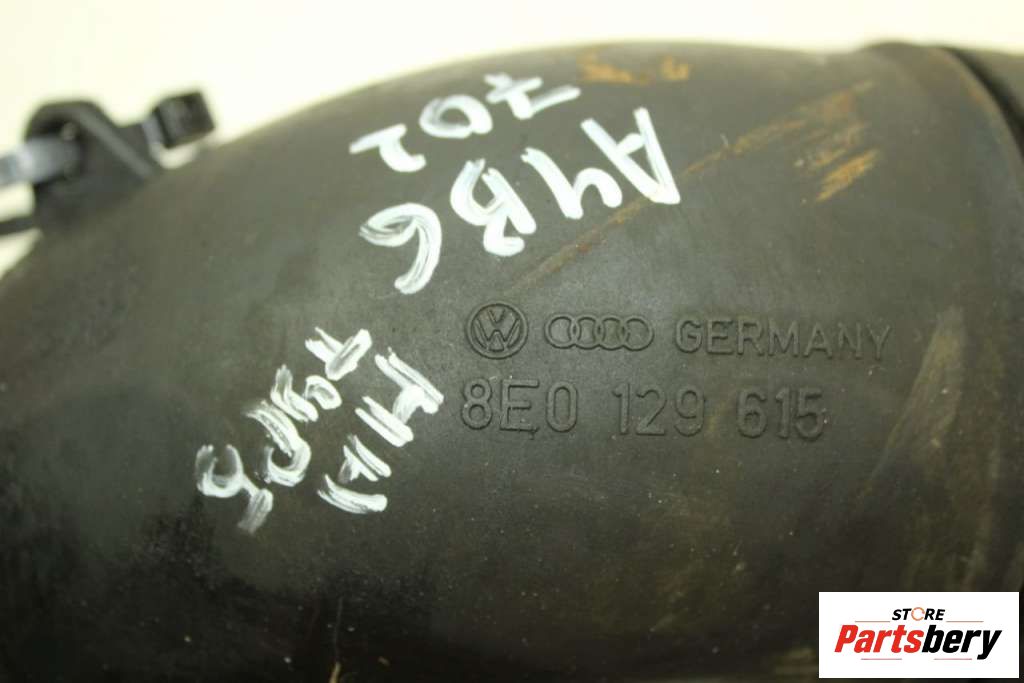 A4B6
702
GERMANY
8E0 129 615
STORE
Partsbery